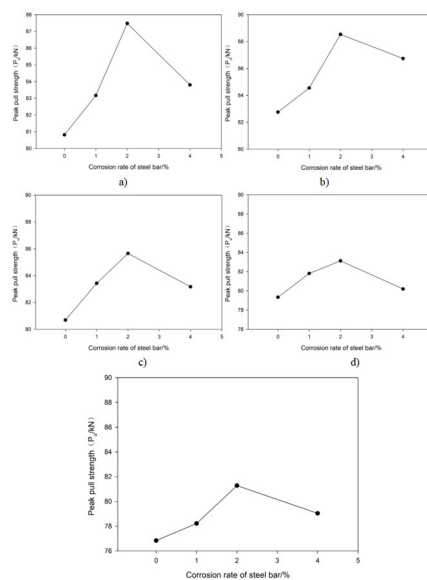 Peak pull strength（Pᵤ/kN）
88
87
86
85
84
83
82
81
80
0 1 2 3 4 5
Corrosion rate of steel bar/%
a)
Peak pull strength（Pᵤ/kN）
90
88
86
84
82
80
0 1 2 3 4
Corrosion rate of steel bar/%
b)
Peak pull strength（Pᵤ/kN）
90
88
86
84
82
80
0 1 2 3 4 5
Corrosion rate of steel bar/%
c)
Peak pull strength（Pᵤ/kN）
90
88
86
84
82
80
78
76
0 1 2 3 4
Corrosion rate of steel bar/%
d)
Peak pull strength（Pᵤ/kN）
90
88
86
84
82
80
78
76
0 1 2 3 4 5
Corrosion rate of steel bar/%